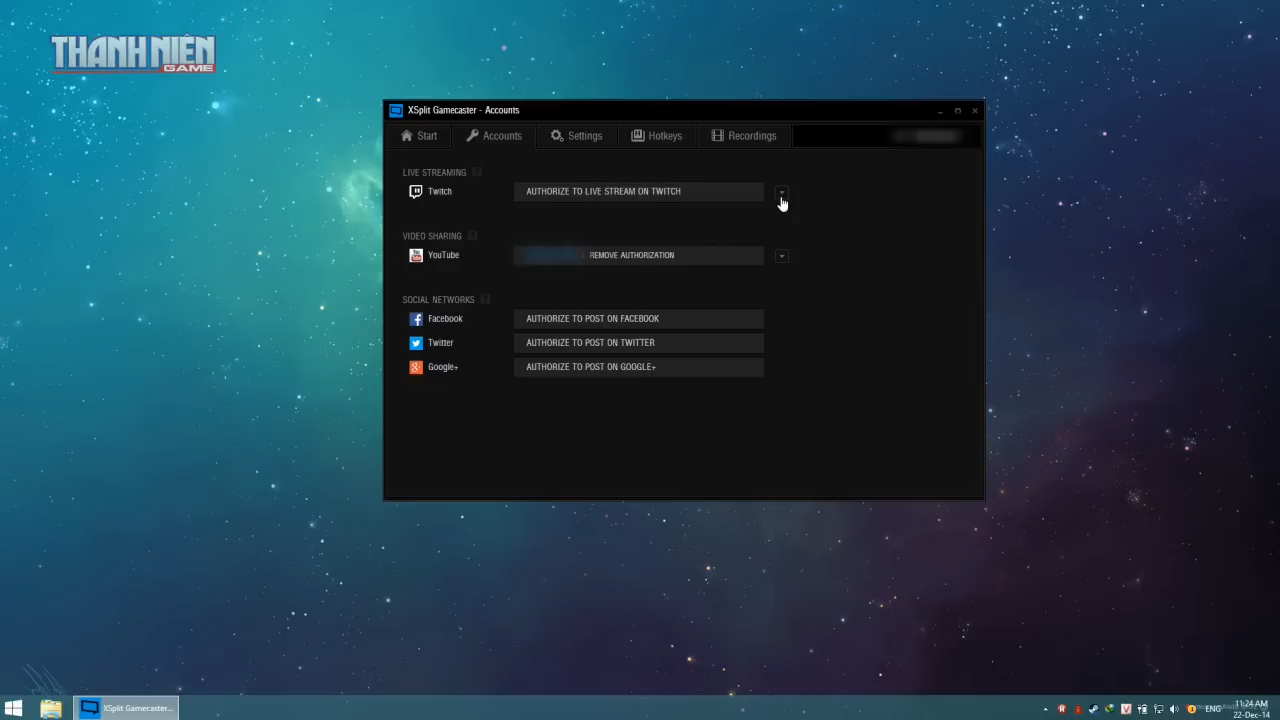 THANH NIÊN
GAME
XSplit Gamecaster - Accounts
Start
Accounts
Settings
Hotkeys
Recordings
LIVE STREAMING ?
Twitch
AUTHORIZE TO LIVE STREAM ON TWITCH
VIDEO SHARING ?
YouTube
REMOVE AUTHORIZATION
SOCIAL NETWORKS ?
Facebook
AUTHORIZE TO POST ON FACEBOOK
Twitter
AUTHORIZE TO POST ON TWITTER
Google+
AUTHORIZE TO POST ON GOOGLE+
XSplit Gamecaster...
ENG
11:24 AM
22-Dec-14